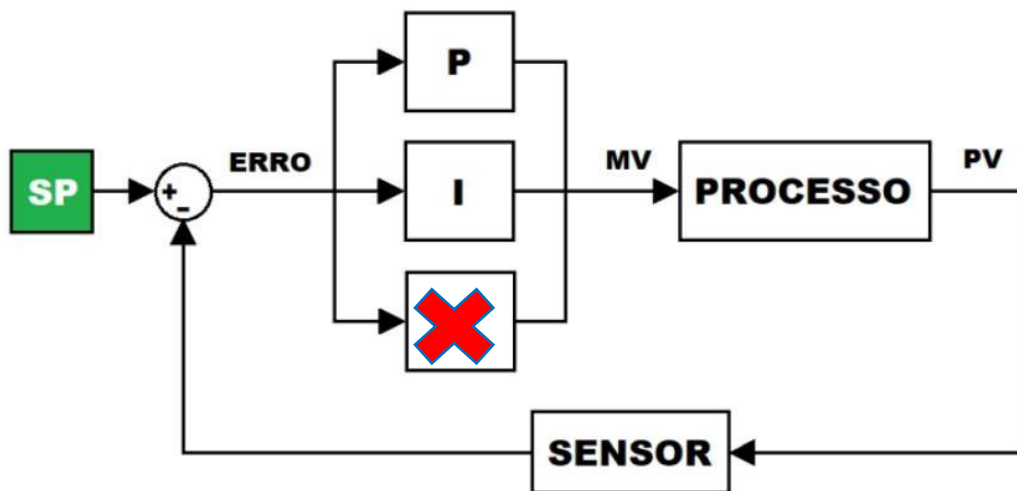 P
SP
+
-
ERRO
I
MV
PROCESSO
PV
SENSOR